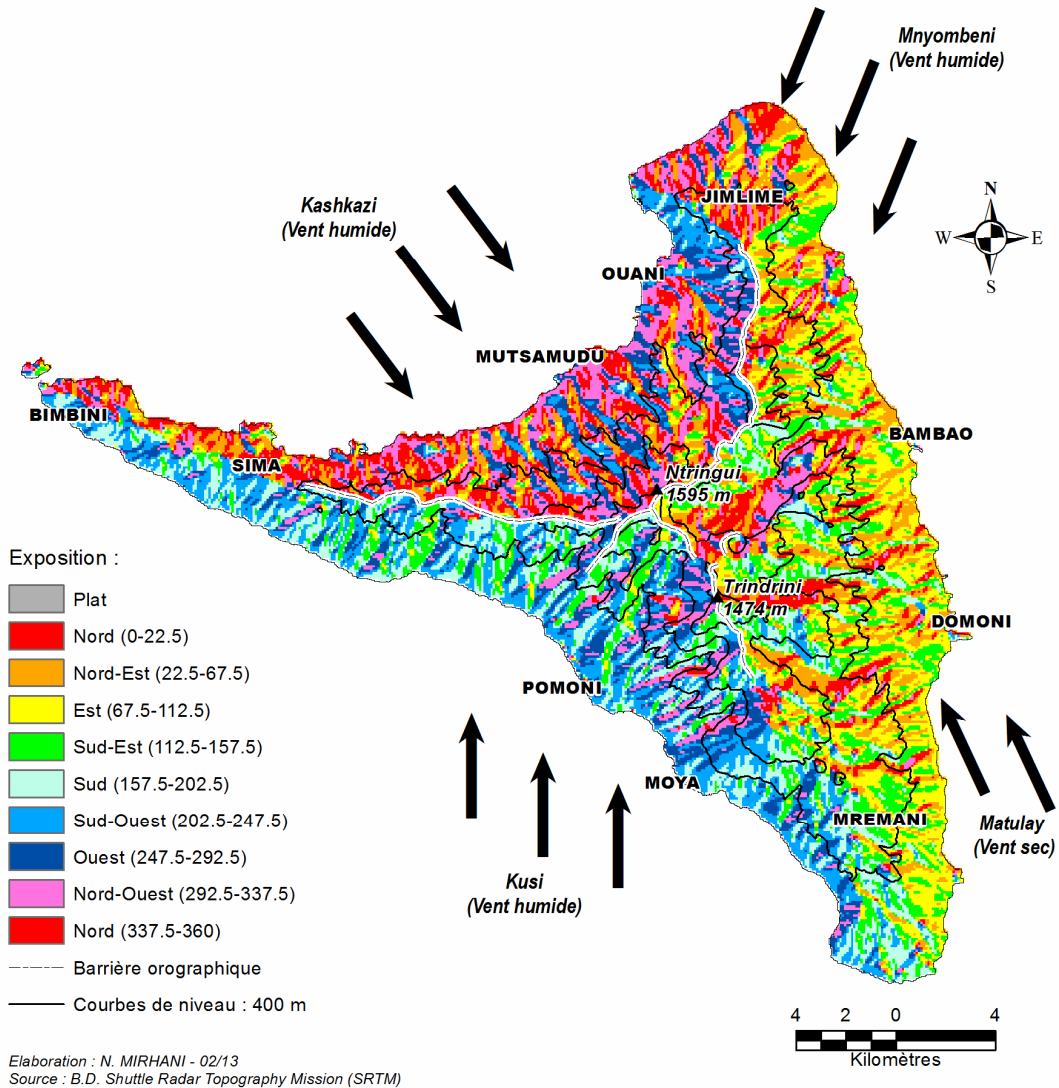 Mnyombeni
(Vent humide)
Kashkazi
(Vent humide)
JIMLIME
N
W
E
S
OUANI
MUTSAMUDU
BIMBINI
SIMA
BAMBAO
Ntringui
1595 m
Trindrini
1474 m
DOMONI
POMONI
MOYA
MREMANI
Matulay
(Vent sec)
Kusi
(Vent humide)
Exposition :
Plat
Nord (0-22.5)
Nord-Est (22.5-67.5)
Est (67.5-112.5)
Sud-Est (112.5-157.5)
Sud (157.5-202.5)
Sud-Ouest (202.5-247.5)
Ouest (247.5-292.5)
Nord-Ouest (292.5-337.5)
Nord (337.5-360)
Barrière orographique
Courbes de niveau : 400 m
4 2 0 4
Kilomètres
Elaboration : N. MIRHANI - 02/13
Source : B.D. Shuttle Radar Topography Mission (SRTM)